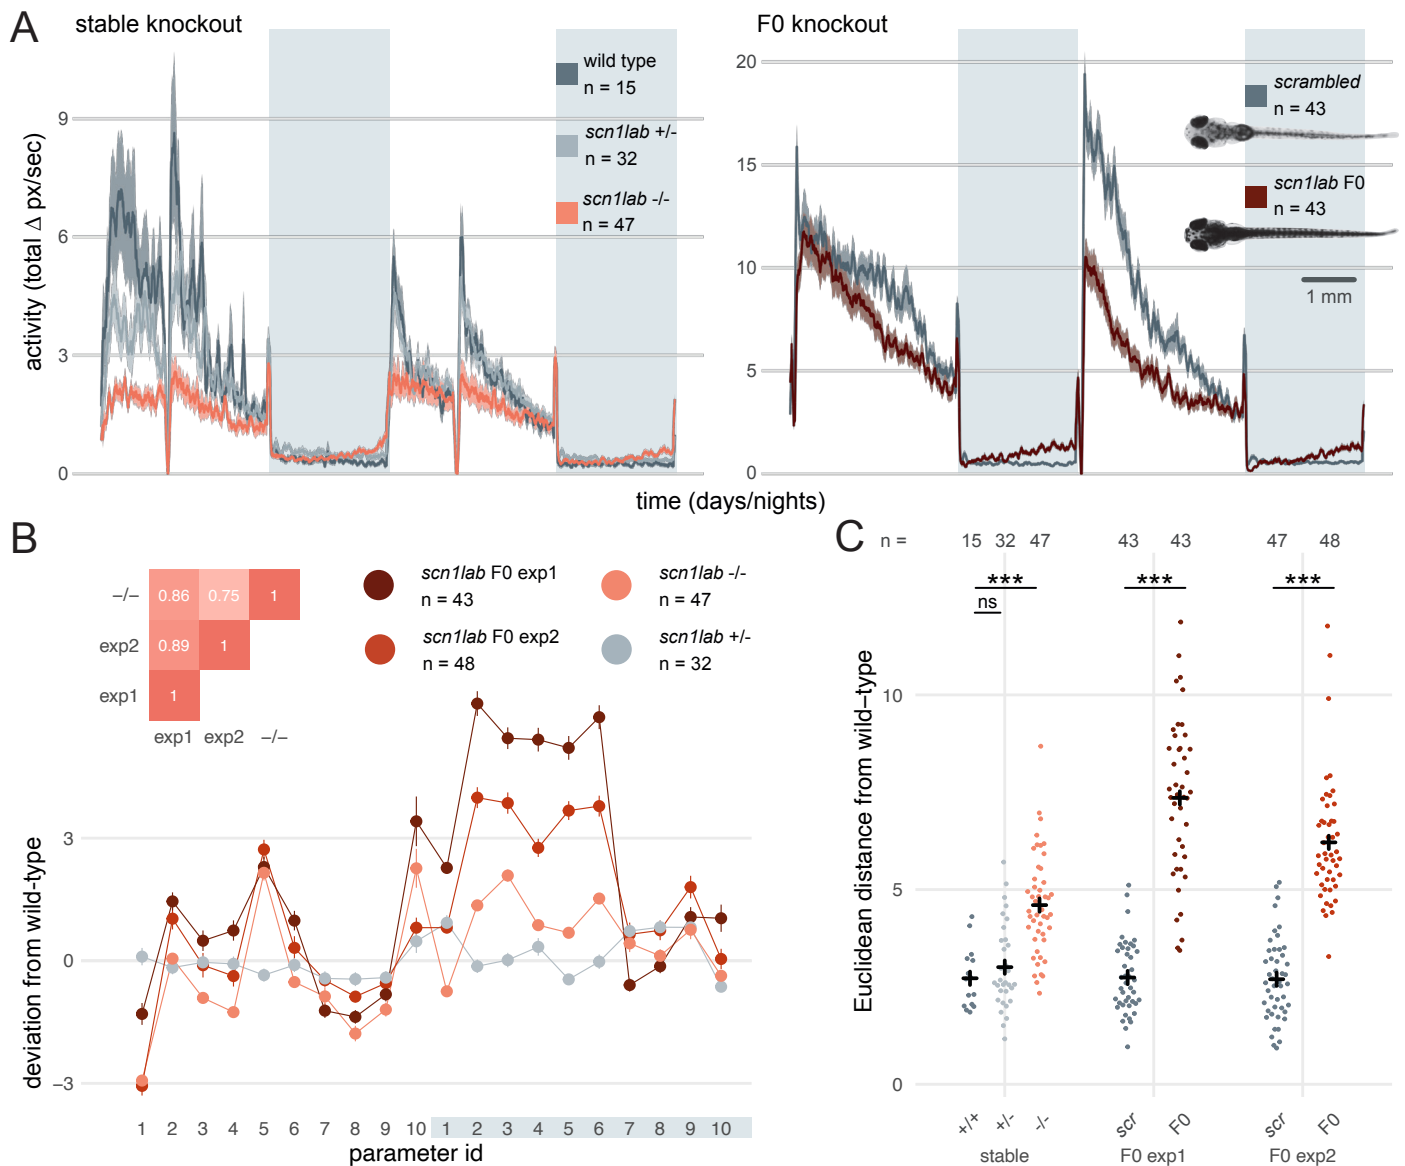 A
stable knockout
F0 knockout
activity (total Δ px/sec)
9
6
3
0
wild type
n = 15
scn1lab +/-
n = 32
scn1lab -/-
n = 47
20
15
10
5
0
scrambled
n = 43
scn1lab F0
n = 43
1 mm
time (days/nights)
B
−/−
0.86 0.75 1
exp2
0.89 1
exp1
1
exp1 exp2 −/−
scn1lab F0 exp1
n = 43
scn1lab F0 exp2
n = 48
scn1lab -/-
n = 47
scn1lab +/-
n = 32
deviation from wild-type
3
0
−3
1 2 3 4 5 6 7 8 9 10 1 2 3 4 5 6 7 8 9 10
parameter id
C
n = 15 32 47 43 43 47 48
*** *** ***
ns
Euclidean distance from wild−type
10
5
0
+/+ +/- -/- scr F0 scr F0
stable F0 exp1 F0 exp2